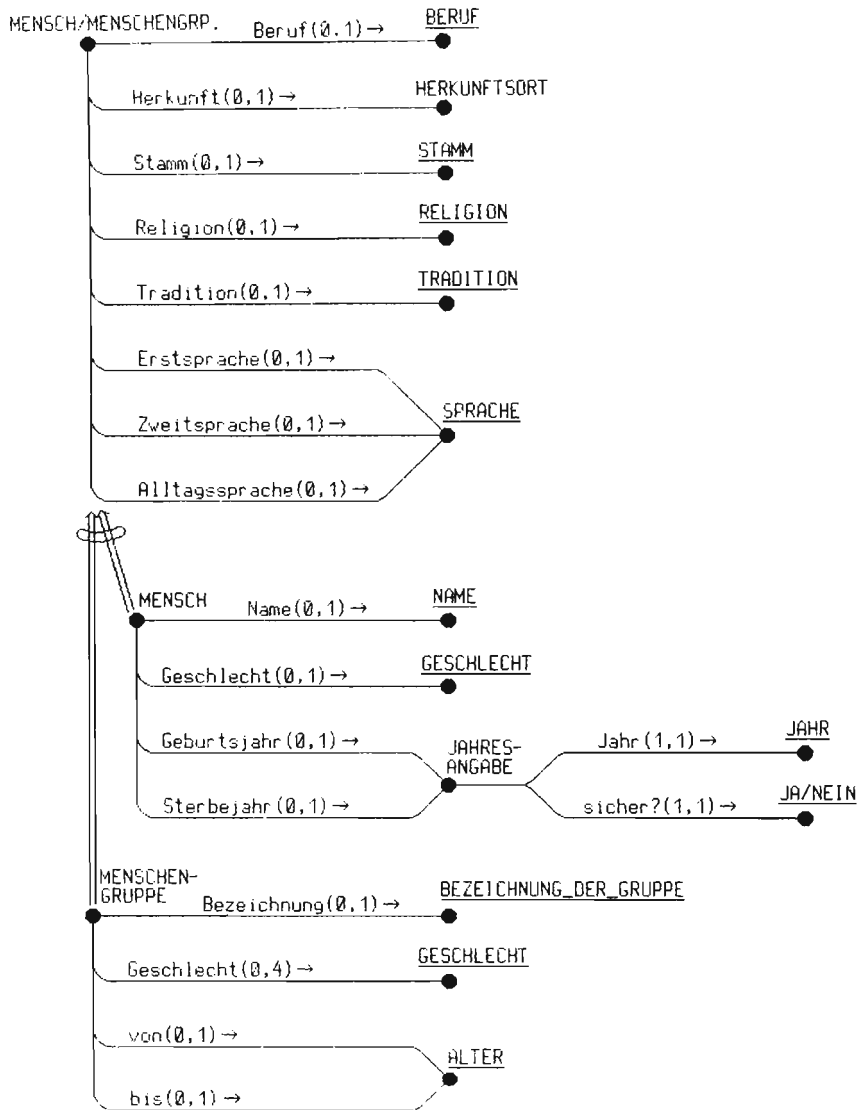 MENSCH/MENSCHENGRP.
Beruf(0.1)→ BERUF
Herkunft(0,1)→ HERKUNFTSORT
Stamm(0,1)→ STAMM
Religion(0,1)→ RELIGION
Tradition(0,1)→ TRADITION
Erstsprache(0,1)→
Zweitsprache(0,1)→ SPRACHE
Alltagssprache(0,1)→
MENSCH
Name(0,1)→ NAME
Geschlecht(0,1)→ GESCHLECHT
Geburtsjahr(0,1)→
JAHRES-
ANGABE
Jahr(1,1)→ JAHR
Sterbejahr(0,1)→
sicher?(1,1)→ JA/NEIN
MENSCHEN-
GRUPPE
Bezeichnung(0,1)→ BEZEICHNUNG_DER_GRUPPE
Geschlecht(0,4)→ GESCHLECHT
von(0,1)→
ALTER
bis(0,1)→